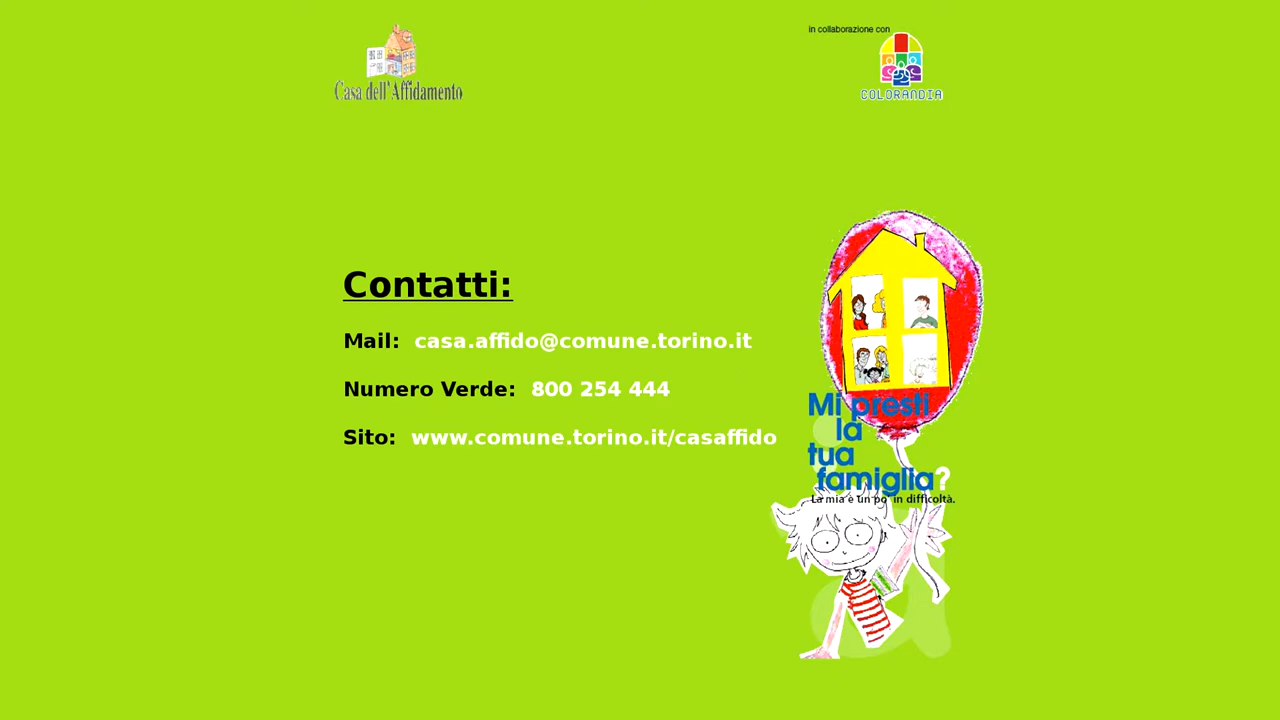 Casa dell'Affidamento
in collaborazione con
COLORANDIA
Contatti:
Mail: casa.affido@comune.torino.it
Numero Verde: 800 254 444
Sito: www.comune.torino.it/casaffido
Mi presti
la
tua
famiglia?
La mia è un po' in difficoltà.